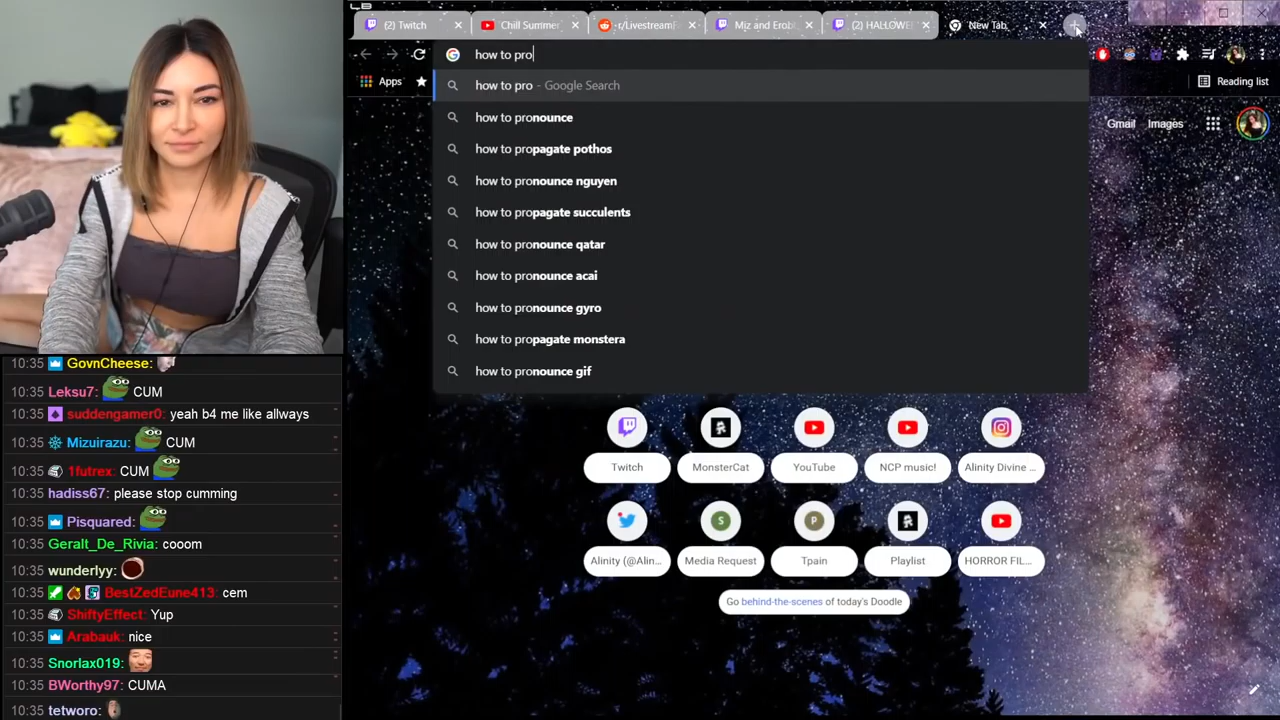 (2) Twitch
Chill Summer
r/Livestream
Miz and Erob
(2) HALLOWE
New Tab
how to pro
Apps
Reading list
how to pro - Google Search
how to pronounce
how to propagate pothos
how to pronounce nguyen
how to propagate succulents
how to pronounce qatar
how to pronounce acai
how to pronounce gyro
how to propagate monstera
how to pronounce gif
Gmail Images
Twitch
MonsterCat
YouTube
NCP music!
Alinity Divine ...
Alinity (@Alin...
Media Request
Tpain
Playlist
HORROR FIL...
Go behind-the-scenes of today's Doodle
10:35 GovnCheese:
10:35 Leksu7: CUM
10:35 suddengamer0: yeah b4 me like allways
10:35 Mizuirazu: CUM
10:35 1futrex: CUM
10:35 hadiss67: please stop cumming
10:35 Pisquared:
10:35 Geralt_De_Rivia: cooom
10:35 wunderlyy:
10:35 BestZedEune413: cem
10:35 ShiftyEffect: Yup
10:35 Arabauk: nice
10:35 Snorlax019:
10:35 BWorthy97: CUMA
10:35 tetworo: